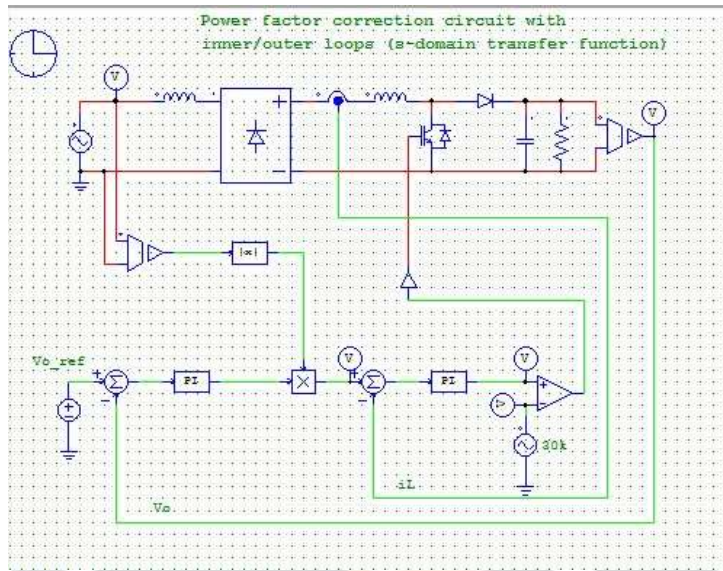 Power factor correction circuit with
inner/outer loops (s-domain transfer function)
V
V
|x|
Vo_ref
PI
V
PI
V
V
30k
iL
Vo